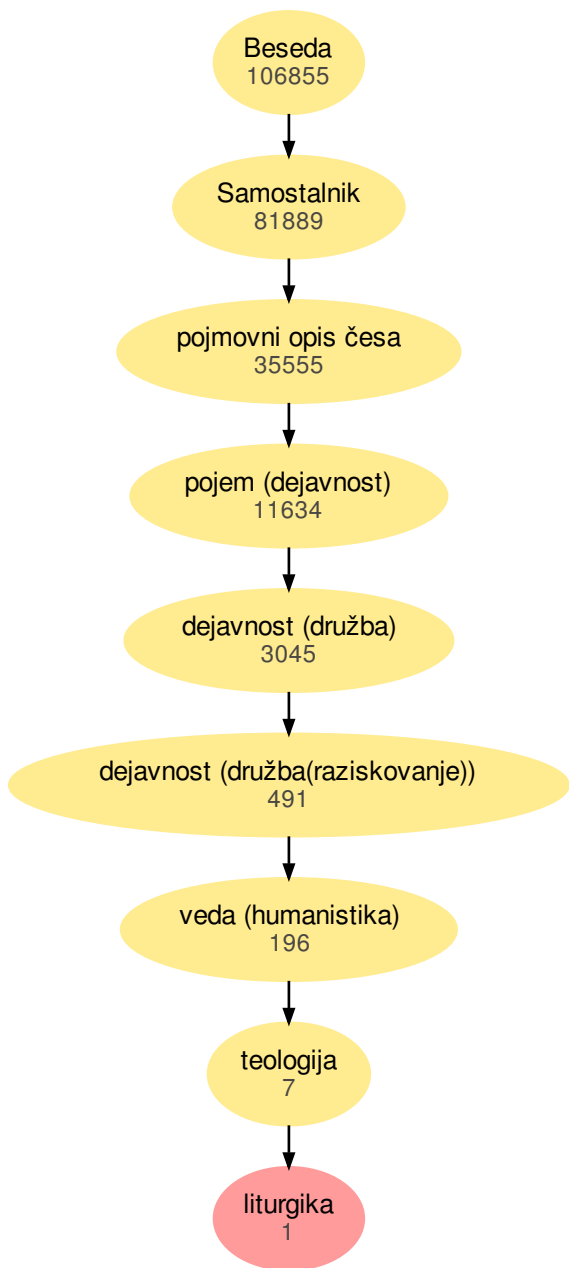 Beseda
106855
Samostalnik
81889
pojmovni opis česa
35555
pojem (dejavnost)
11634
dejavnost (družba)
3045
dejavnost (družba(raziskovanje))
491
veda (humanistika)
196
teologija
7
liturgika
1